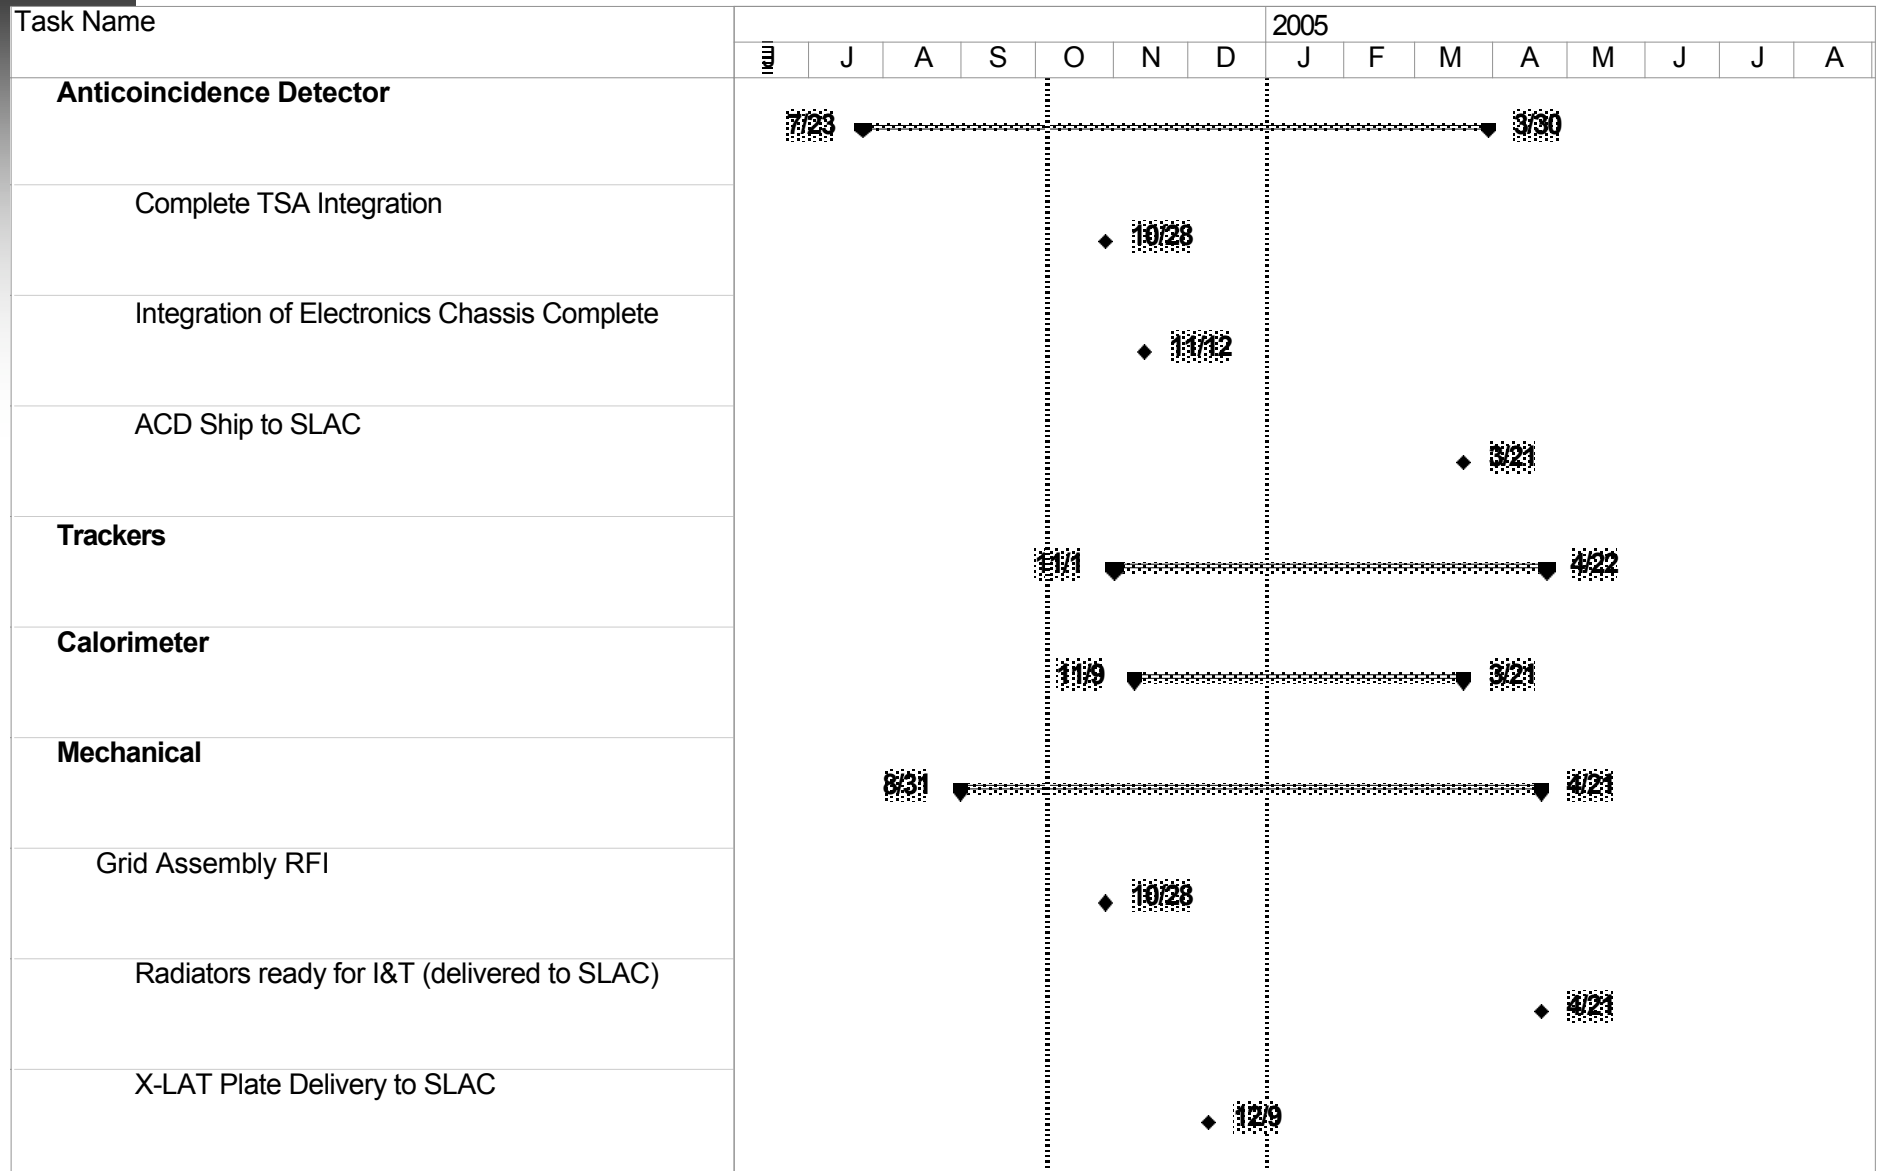 Task Name
2005
J J A S O N D J F M A M J J A
Anticoincidence Detector
7/23 3/30
Complete TSA Integration
10/28
Integration of Electronics Chassis Complete
11/12
ACD Ship to SLAC
3/21
Trackers
11/1 4/22
Calorimeter
11/9 3/21
Mechanical
8/31 4/21
Grid Assembly RFI
10/28
Radiators ready for I&T (delivered to SLAC)
4/21
X-LAT Plate Delivery to SLAC
12/9